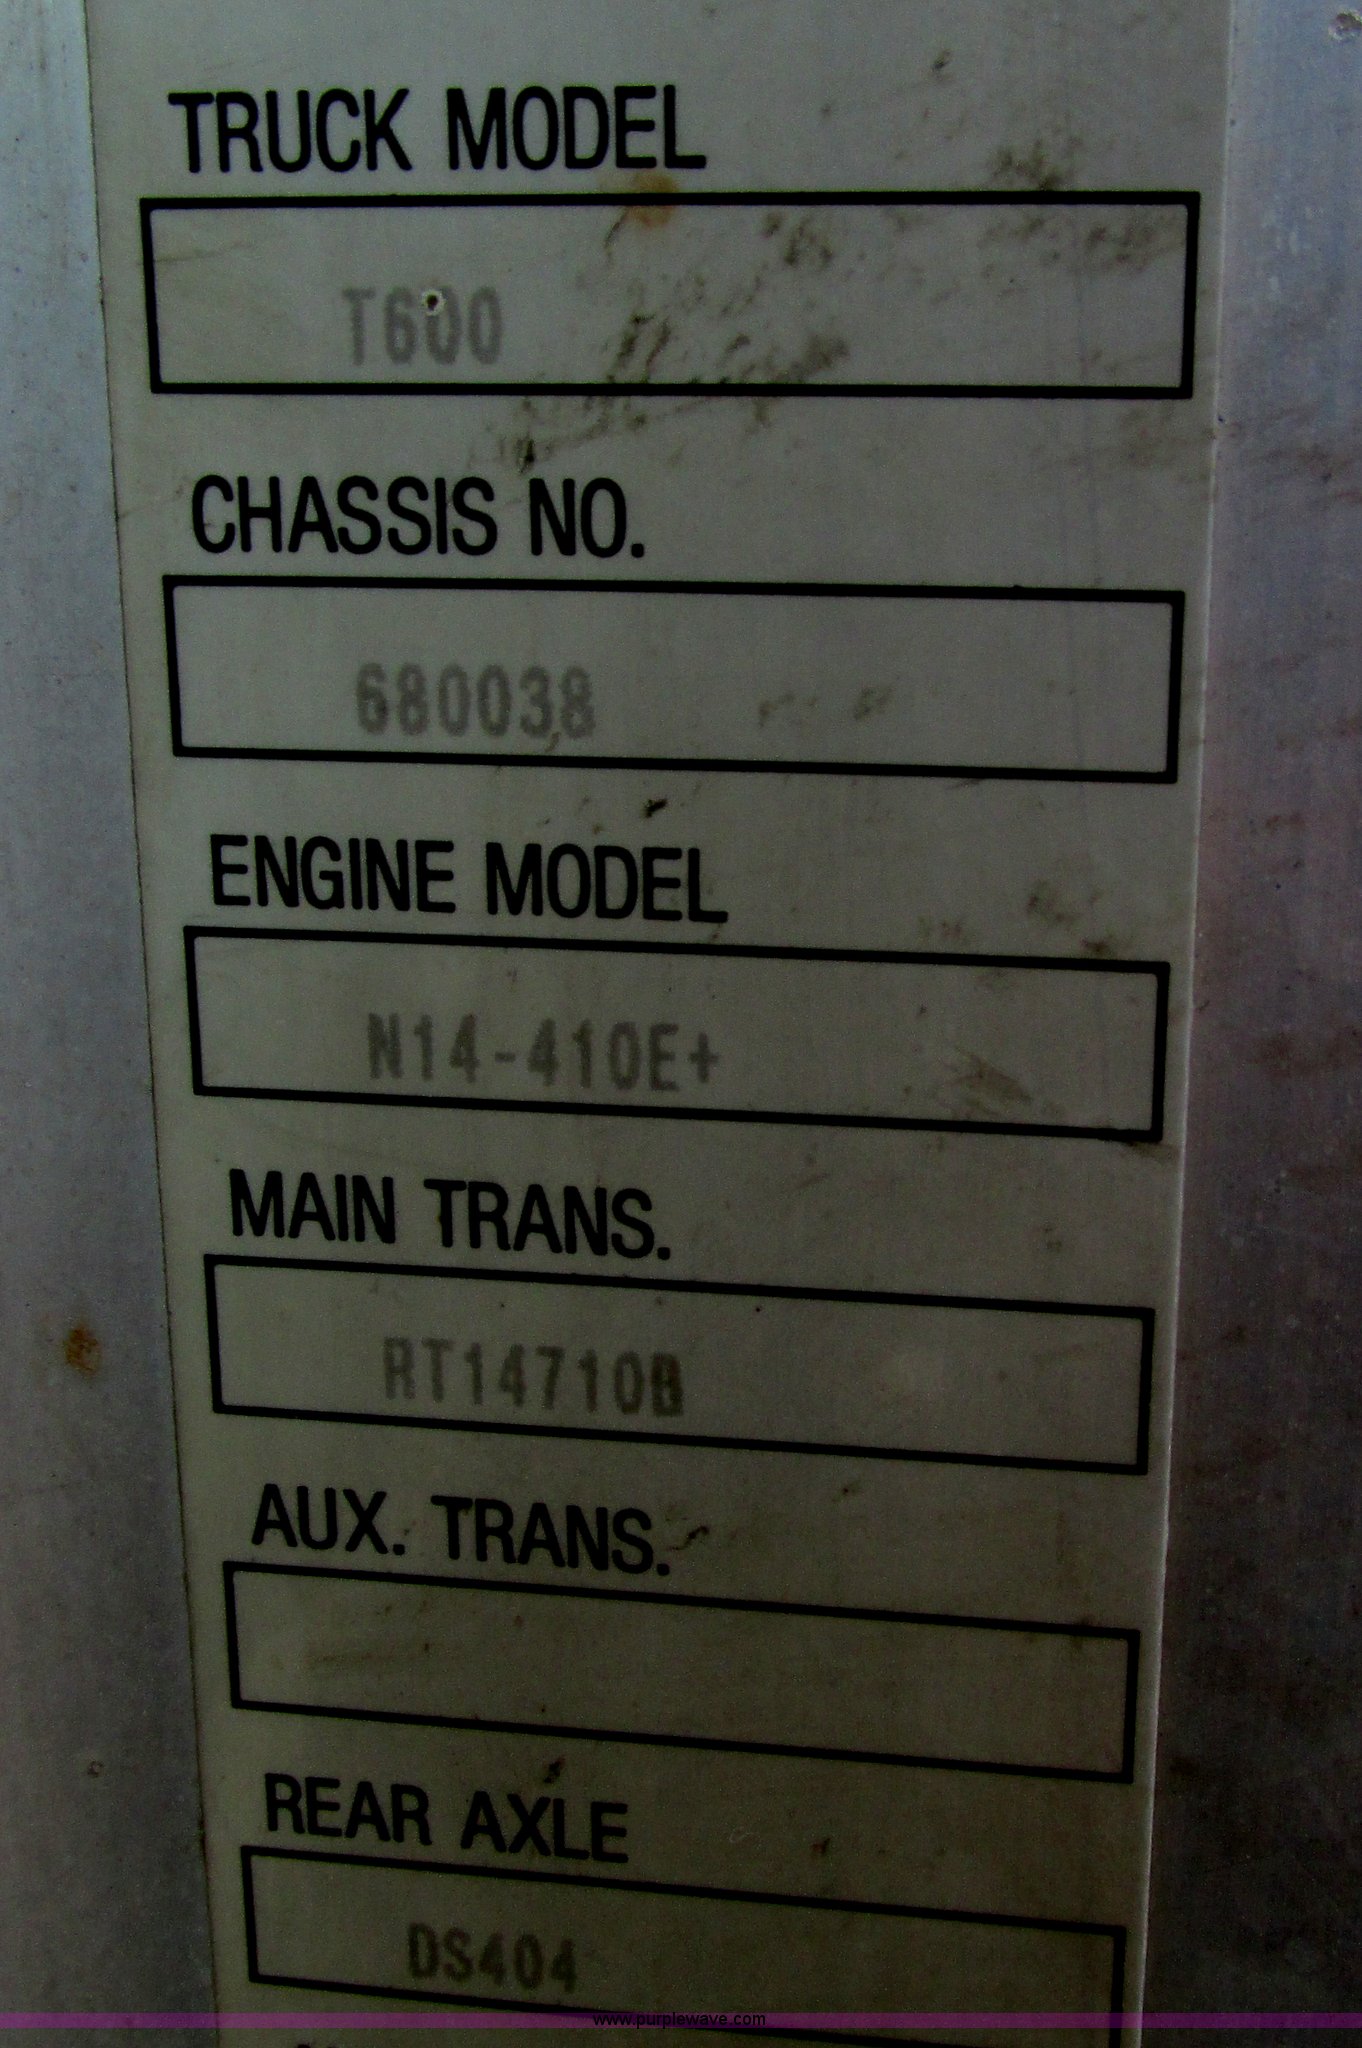 TRUCK MODEL
T600
CHASSIS NO.
680038
ENGINE MODEL
N14-410E+
MAIN TRANS.
RT14710B
AUX. TRANS.
REAR AXLE
DS404
www.purplewave.com